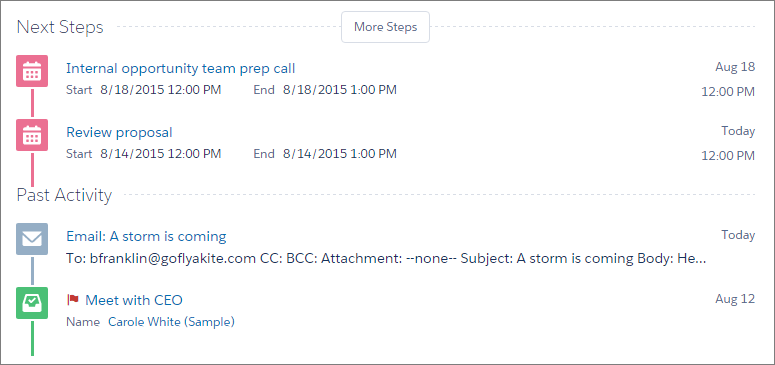 Next Steps More Steps
Internal opportunity team prep call Aug 18
Start 8/18/2015 12:00 PM End 8/18/2015 1:00 PM 12:00 PM
Review proposal Today
Start 8/14/2015 12:00 PM End 8/14/2015 1:00 PM 12:00 PM
Past Activity
Email: A storm is coming Today
To: bfranklin@goflyakite.com CC: BCC: Attachment: --none-- Subject: A storm is coming Body: He...
Meet with CEO Aug 12
Name Carole White (Sample)